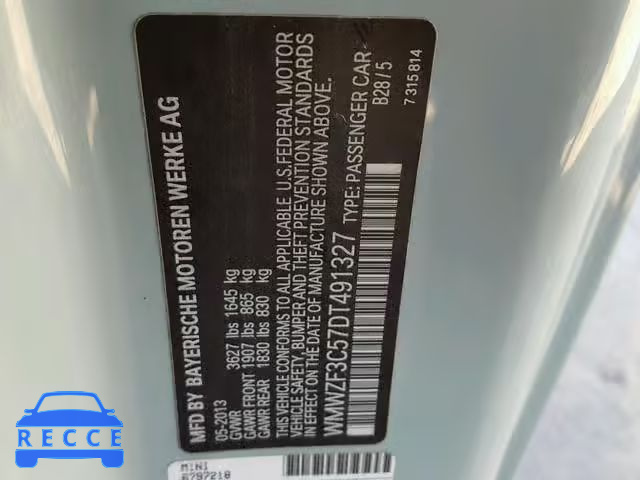 MFD BY BAYERISCHE MOTOREN WERKE AG
05-2013
GVWR 3627 lbs 1645 kg
GAWR FRONT 1907 lbs 865 kg
GAWR REAR 1830 lbs 830 kg
THIS VEHICLE CONFORMS TO ALL APPLICABLE U.S.FEDERAL MOTOR
VEHICLE SAFETY, BUMPER AND THEFT PREVENTION STANDARDS
IN EFFECT ON THE DATE OF MANUFACTURE SHOWN ABOVE.
WMWZF3C57DT491327 TYPE: PASSENGER CAR
B28 / 5
7 315 814
MINI
6797218
RECCE